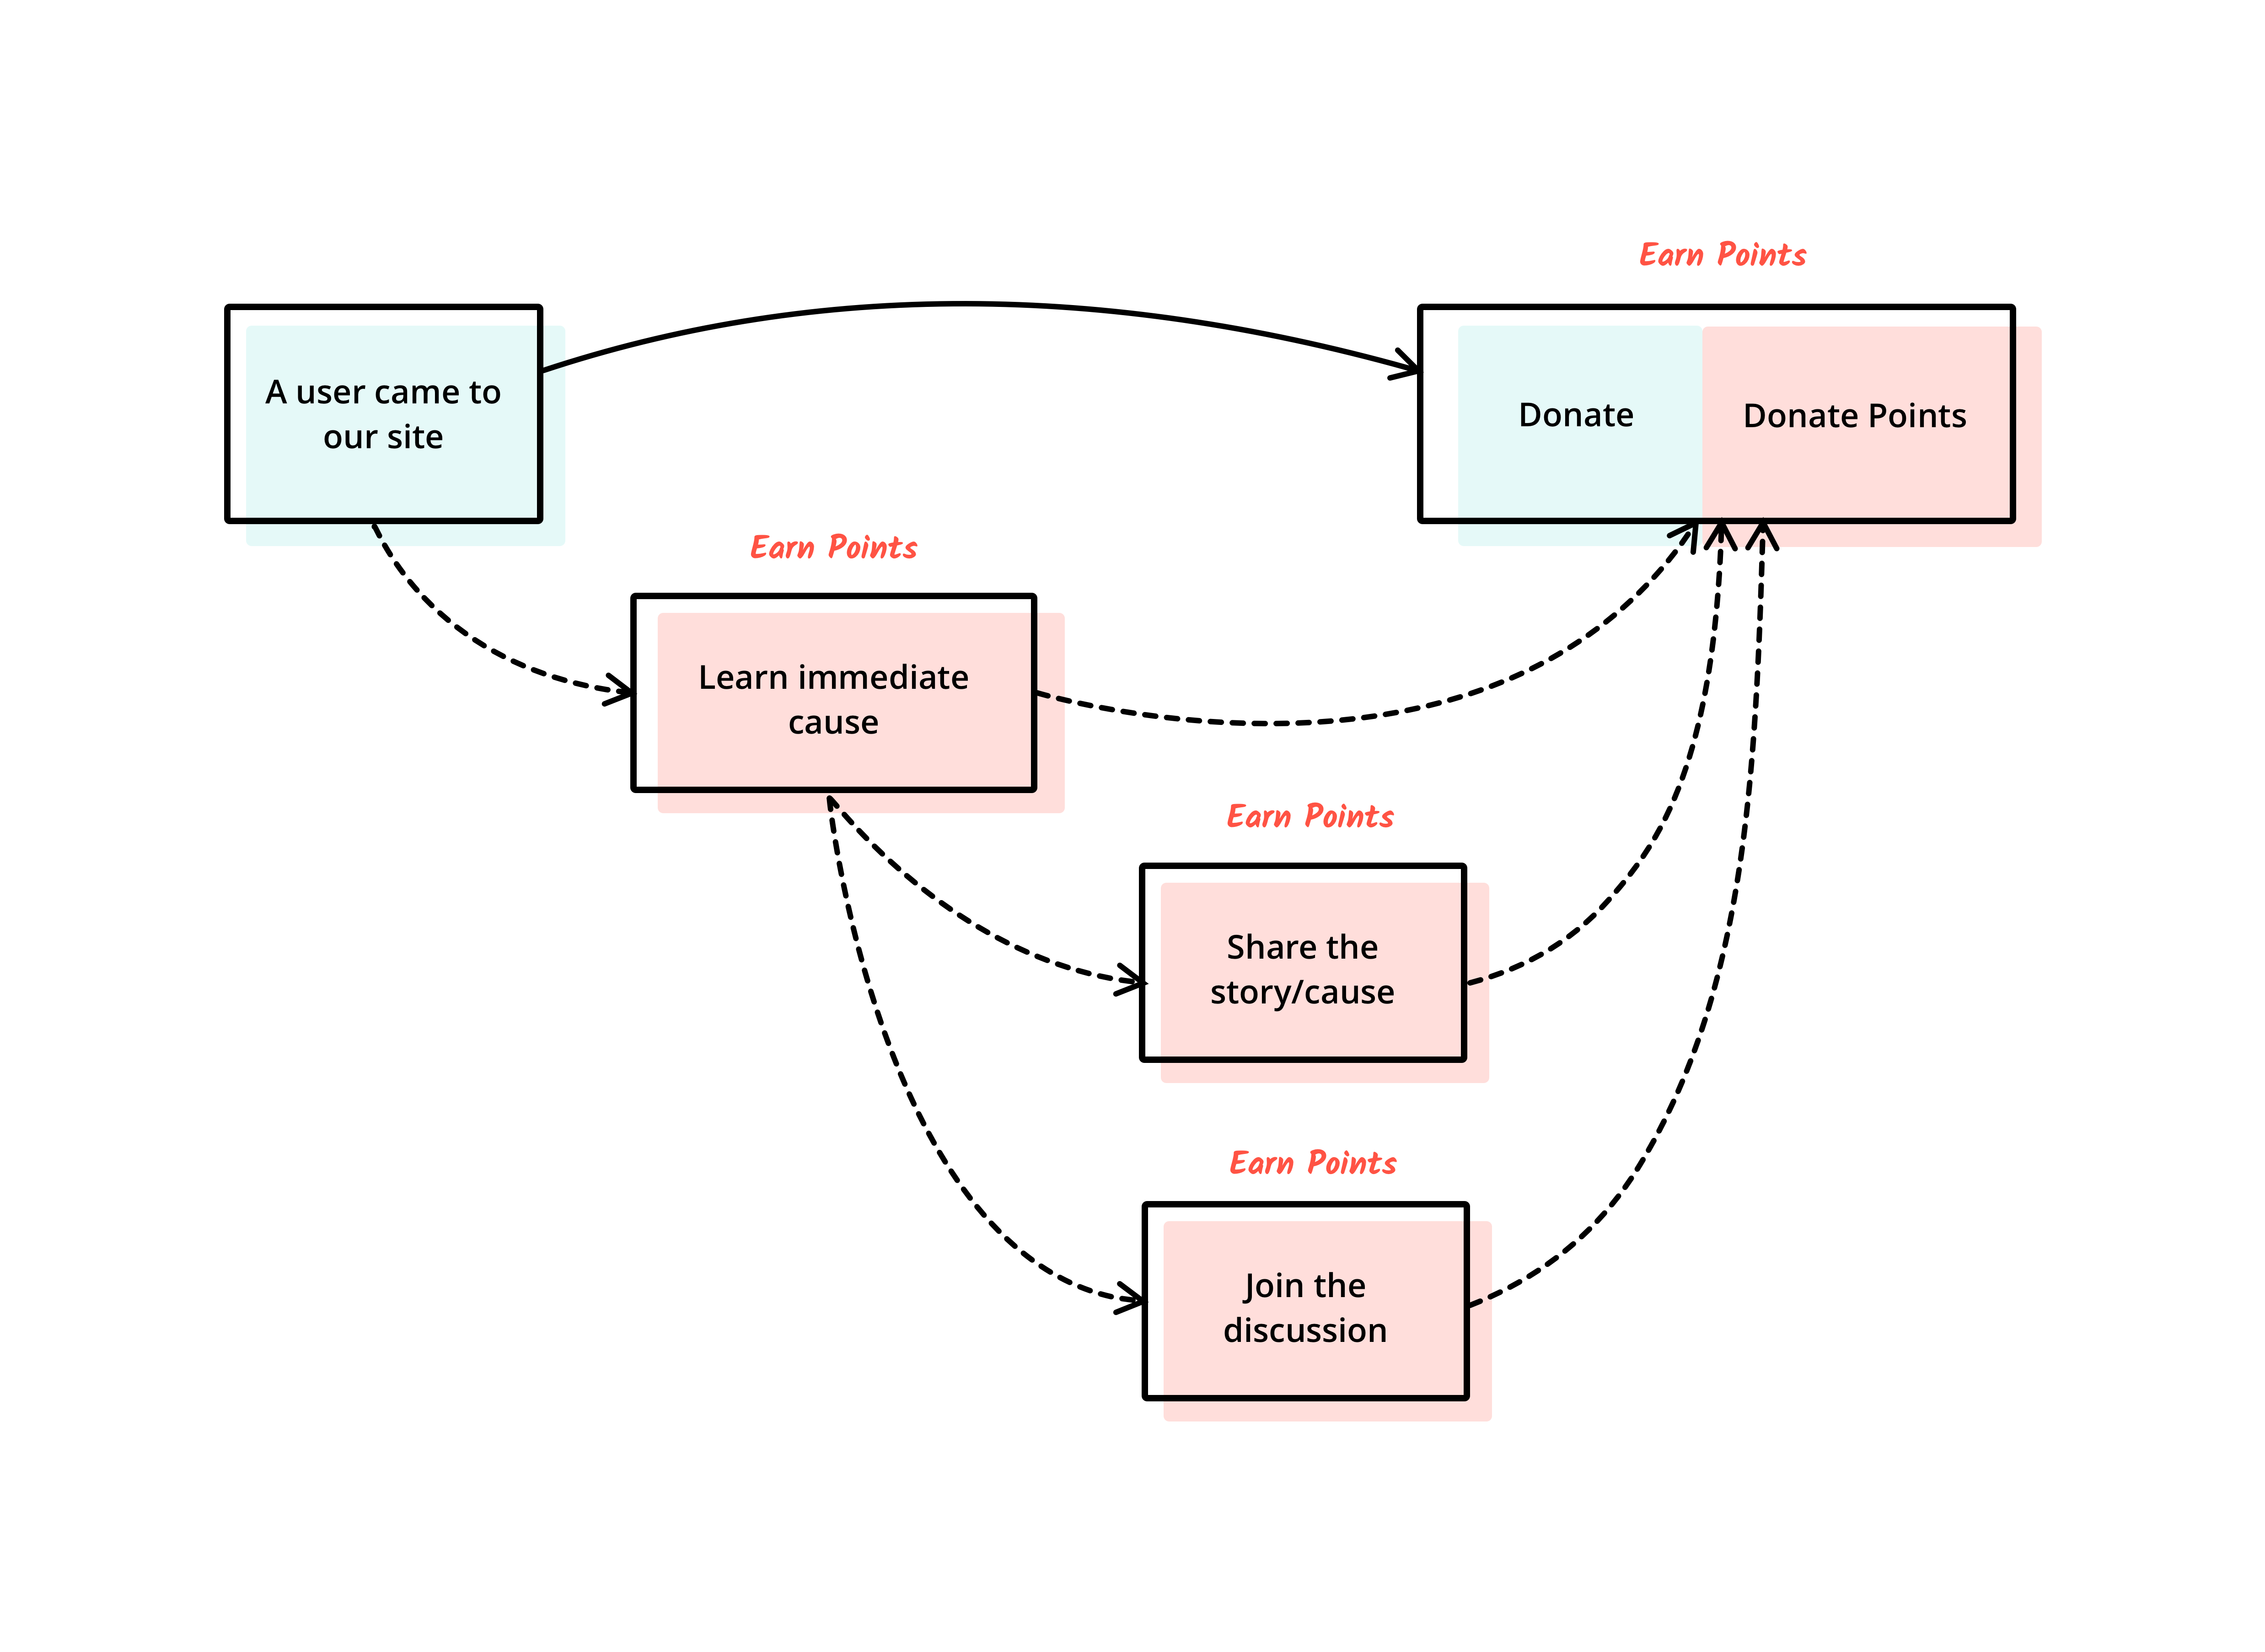 Earn Points
A user came to
our site
Donate
Donate Points
Earn Points
Learn immediate
cause
Earn Points
Share the
story/cause
Earn Points
Join the
discussion